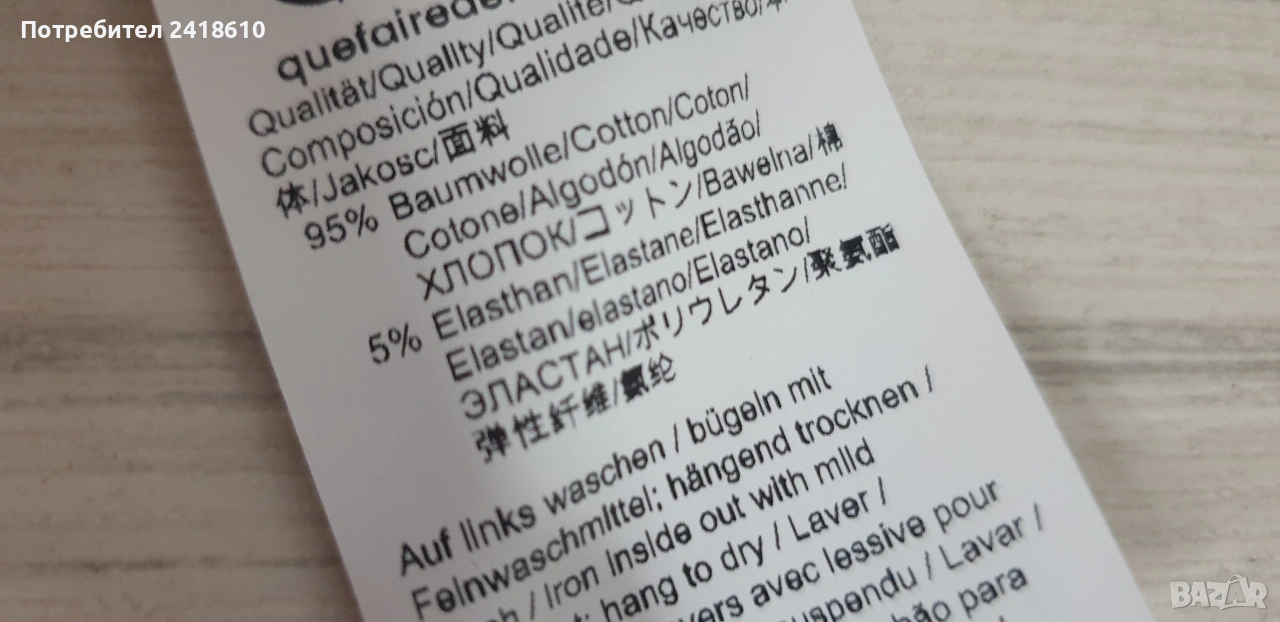 Потребител 2418610
quefairede
Qualität/Quality/Qualité/
Composición/Qualidade/Качество/本
体/Jakosc/面料
95% Baumwolle/Cotton/Coton/
Cotone/Algodón/Algodão/
ХЛОПОК/コットン/Bawelna/棉
5% Elasthan/Elastane/Elasthanne/
Elastan/elastano/Elastano/
ЭЛАСТАН/ポリウレタン/聚氨酯
弹性纤维/氨纶
Auf links waschen / bügeln mit
Feinwaschmittel; hängend trocknen /
/ Iron inside out with mild
hang to dry / Laver /
avec lessive pour
/ Lavar /
para
BAZAR